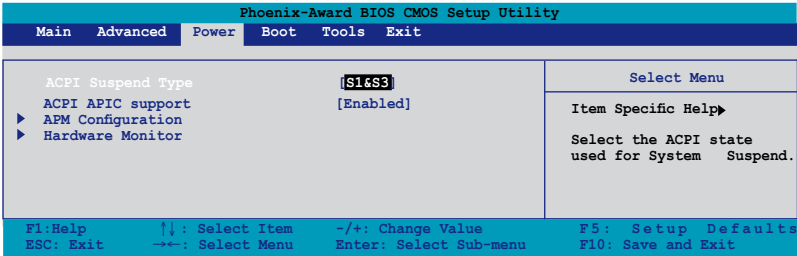 Phoenix-Award BIOS CMOS Setup Utility
Main Advanced Power Boot Tools Exit
ACPI Suspend Type [S1&S3]
ACPI APIC support [Enabled]
APM Configuration
Hardware Monitor
Select Menu
Item Specific Help
Select the ACPI state
used for System Suspend.
F1:Help ↑↓: Select Item -/+: Change Value F5: Setup Defaults
ESC: Exit →←: Select Menu Enter: Select Sub-menu F10: Save and Exit